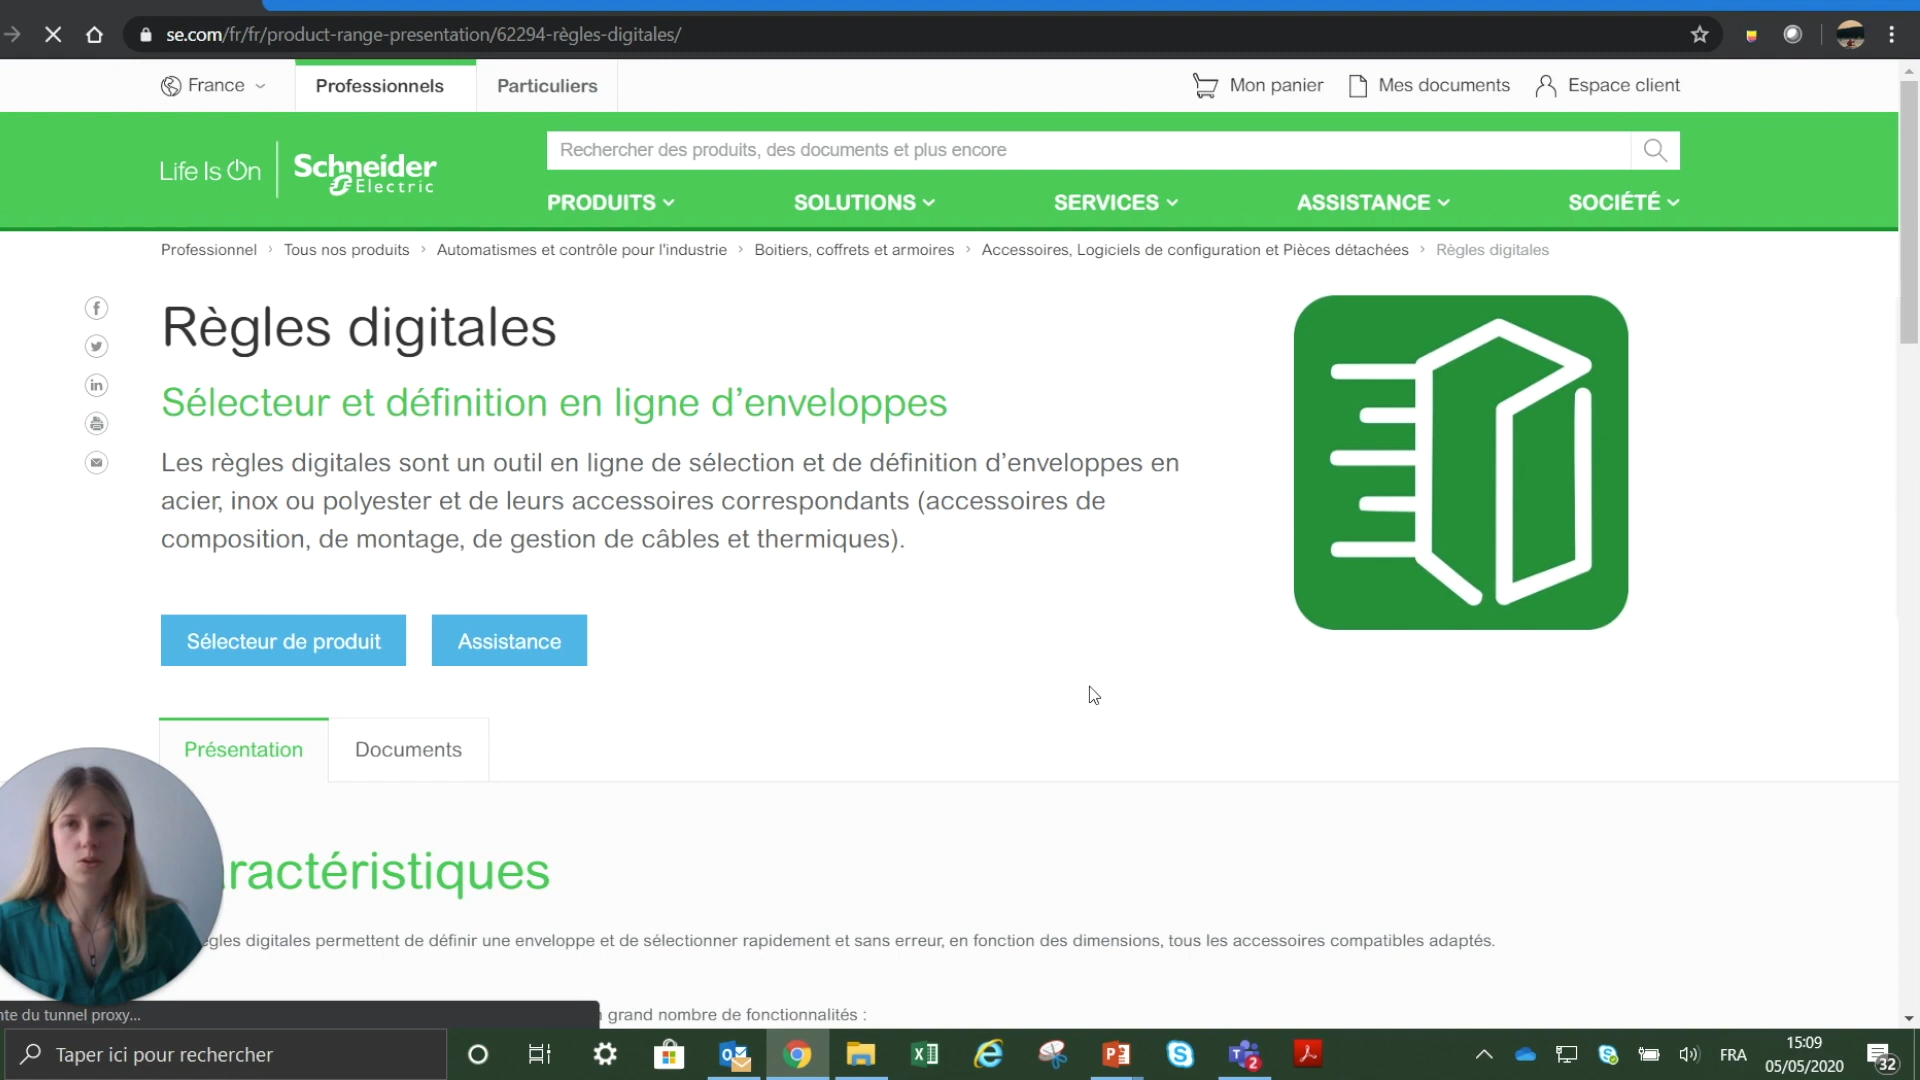 se.com/fr/fr/product-range-presentation/62294-règles-digitales/
France
Professionnels
Particuliers
Mon panier
Mes documents
Espace client
Life Is On
Schneider
Electric
Rechercher des produits, des documents et plus encore
PRODUITS
SOLUTIONS
SERVICES
ASSISTANCE
SOCIÉTÉ
Professionnel › Tous nos produits › Automatismes et contrôle pour l'industrie › Boitiers, coffrets et armoires › Accessoires, Logiciels de configuration et Pièces détachées › Règles digitales
Règles digitales
Sélecteur et définition en ligne d’enveloppes
Les règles digitales sont un outil en ligne de sélection et de définition d’enveloppes en
acier, inox ou polyester et de leurs accessoires correspondants (accessoires de
composition, de montage, de gestion de câbles et thermiques).
Sélecteur de produit
Assistance
Présentation
Documents
ractéristiques
gles digitales permettent de définir une enveloppe et de sélectionner rapidement et sans erreur, en fonction des dimensions, tous les accessoires compatibles adaptés.
grand nombre de fonctionnalités :
nte du tunnel proxy...
Taper ici pour rechercher
FRA
15:09
05/05/2020
32
2